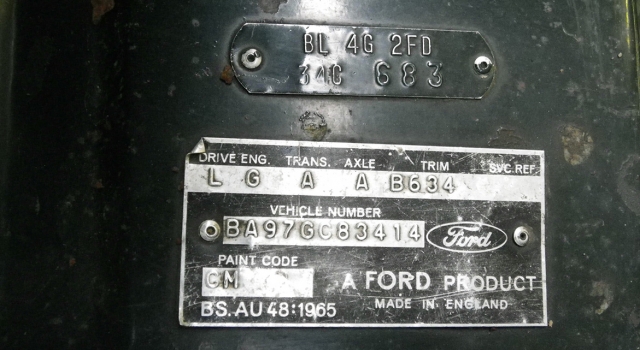 BL 4G 2FD
34C 683
DRIVE ENG. TRANS. AXLE TRIM SVC. REF.
L G A A B634
VEHICLE NUMBER
BA97GC83414 Ford
PAINT CODE
CM A FORD PRODUCT
MADE IN ENGLAND
BS. AU 48:1965